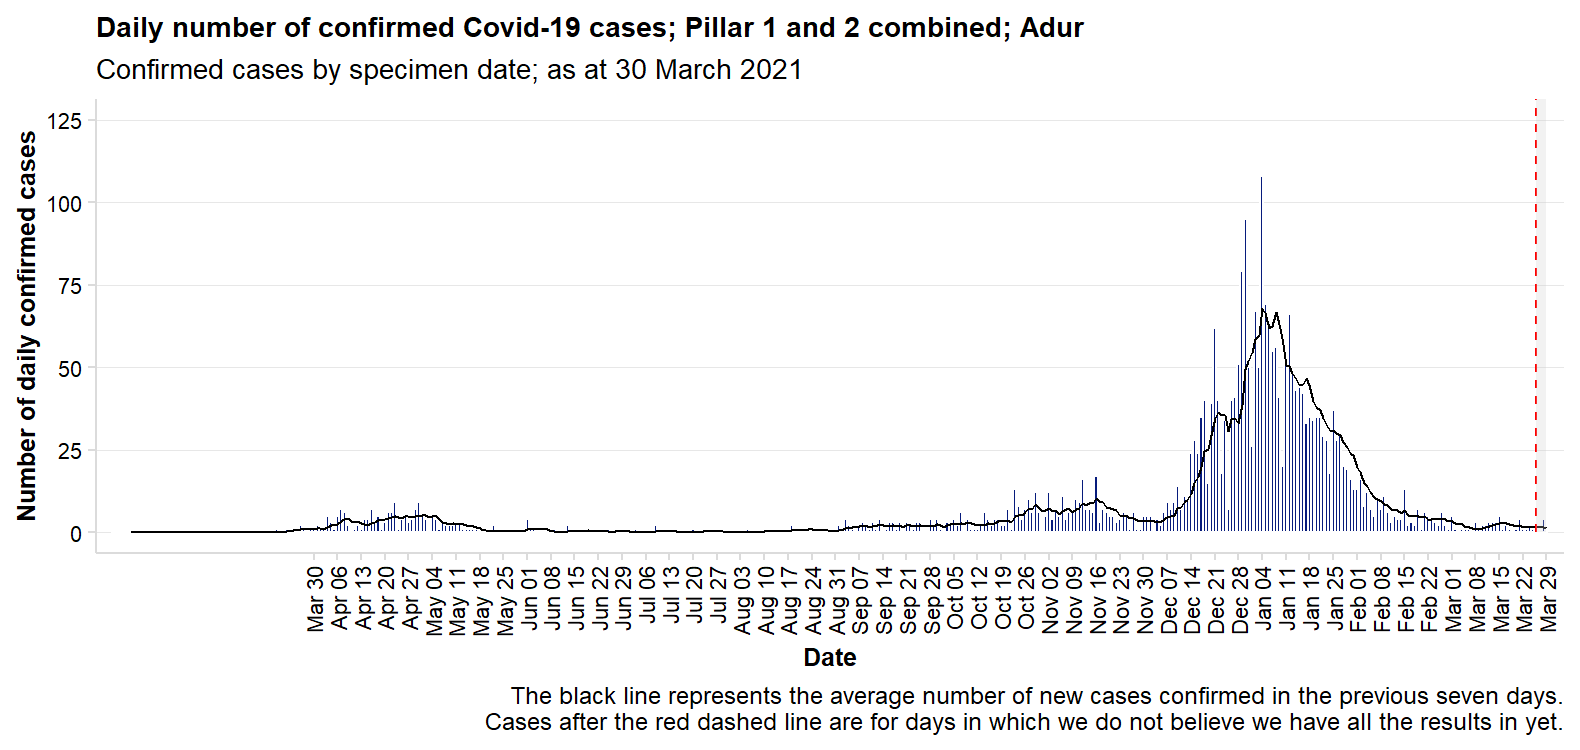 Daily number of confirmed Covid-19 cases; Pillar 1 and 2 combined; Adur
Confirmed cases by specimen date; as at 30 March 2021
Number of daily confirmed cases
125
100
75
50
25
0
Mar 30
Apr 06
Apr 13
Apr 20
Apr 27
May 04
May 11
May 18
May 25
Jun 01
Jun 08
Jun 15
Jun 22
Jun 29
Jul 06
Jul 13
Jul 20
Jul 27
Aug 03
Aug 10
Aug 17
Aug 24
Aug 31
Sep 07
Sep 14
Sep 21
Sep 28
Oct 05
Oct 12
Oct 19
Oct 26
Nov 02
Nov 09
Nov 16
Nov 23
Nov 30
Dec 07
Dec 14
Dec 21
Dec 28
Jan 04
Jan 11
Jan 18
Jan 25
Feb 01
Feb 08
Feb 15
Feb 22
Mar 01
Mar 08
Mar 15
Mar 22
Mar 29
Date
The black line represents the average number of new cases confirmed in the previous seven days.
Cases after the red dashed line are for days in which we do not believe we have all the results in yet.